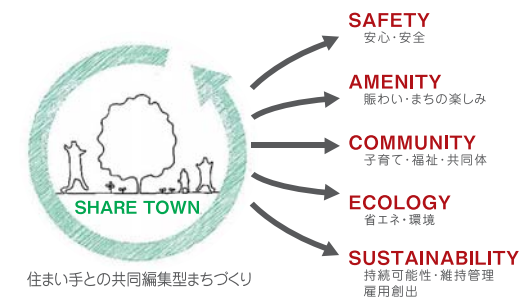 SHARE TOWN
住まい手との共同編集型まちづくり
SAFETY
安心・安全
AMENITY
賑わい・まちの楽しみ
COMMUNITY
子育て・福祉・共同体
ECOLOGY
省エネ・環境
SUSTAINABILITY
持続可能性・維持管理
雇用創出